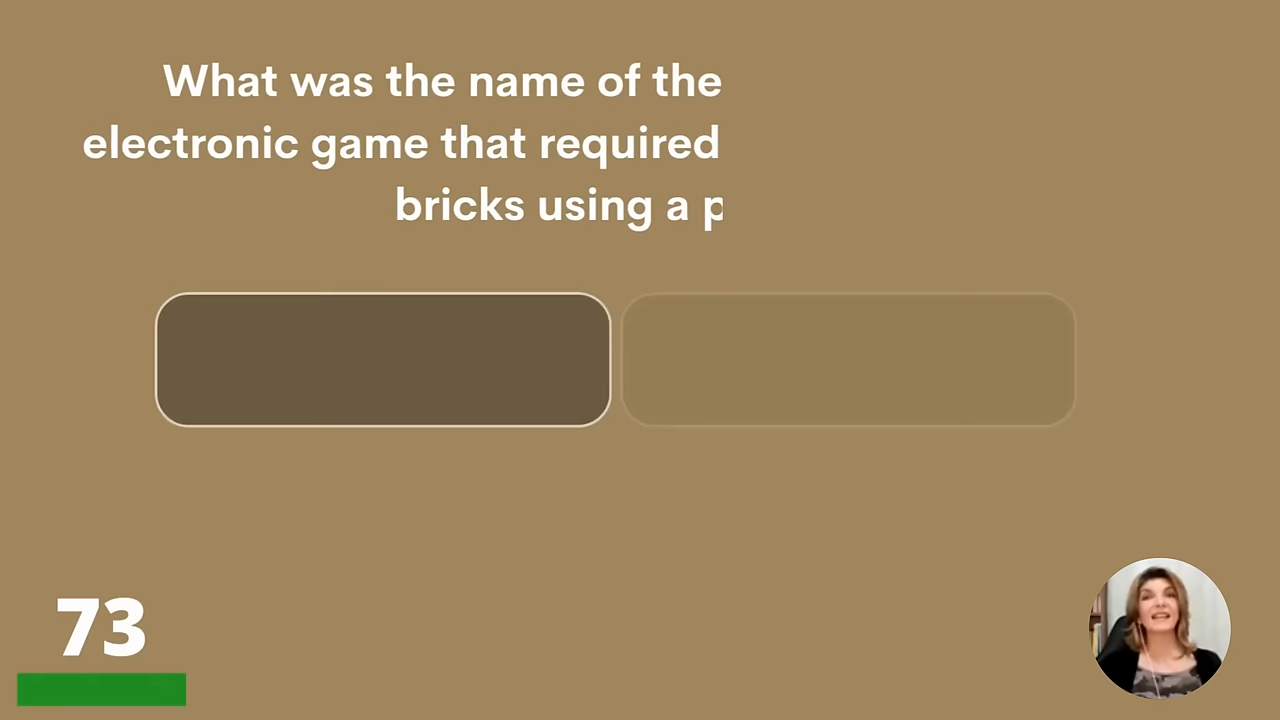 What was the name of the
electronic game that required
bricks using a
73